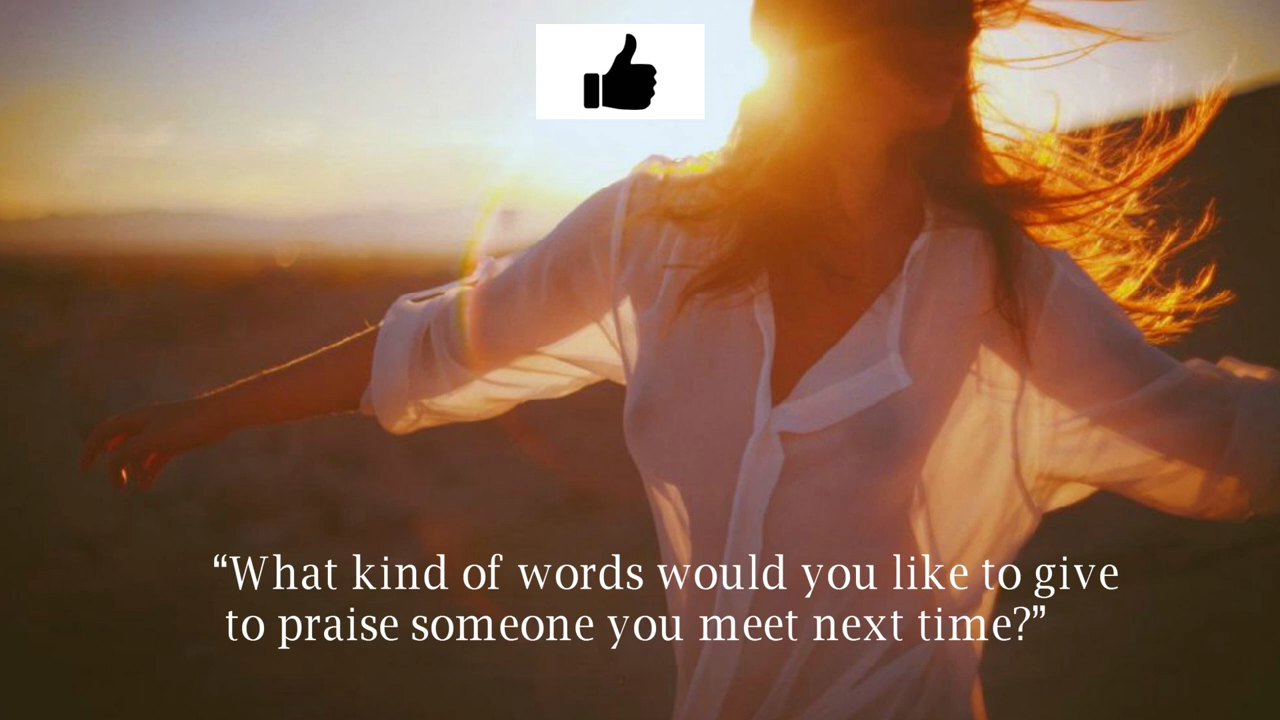 “What kind of words would you like to give
to praise someone you meet next time?”